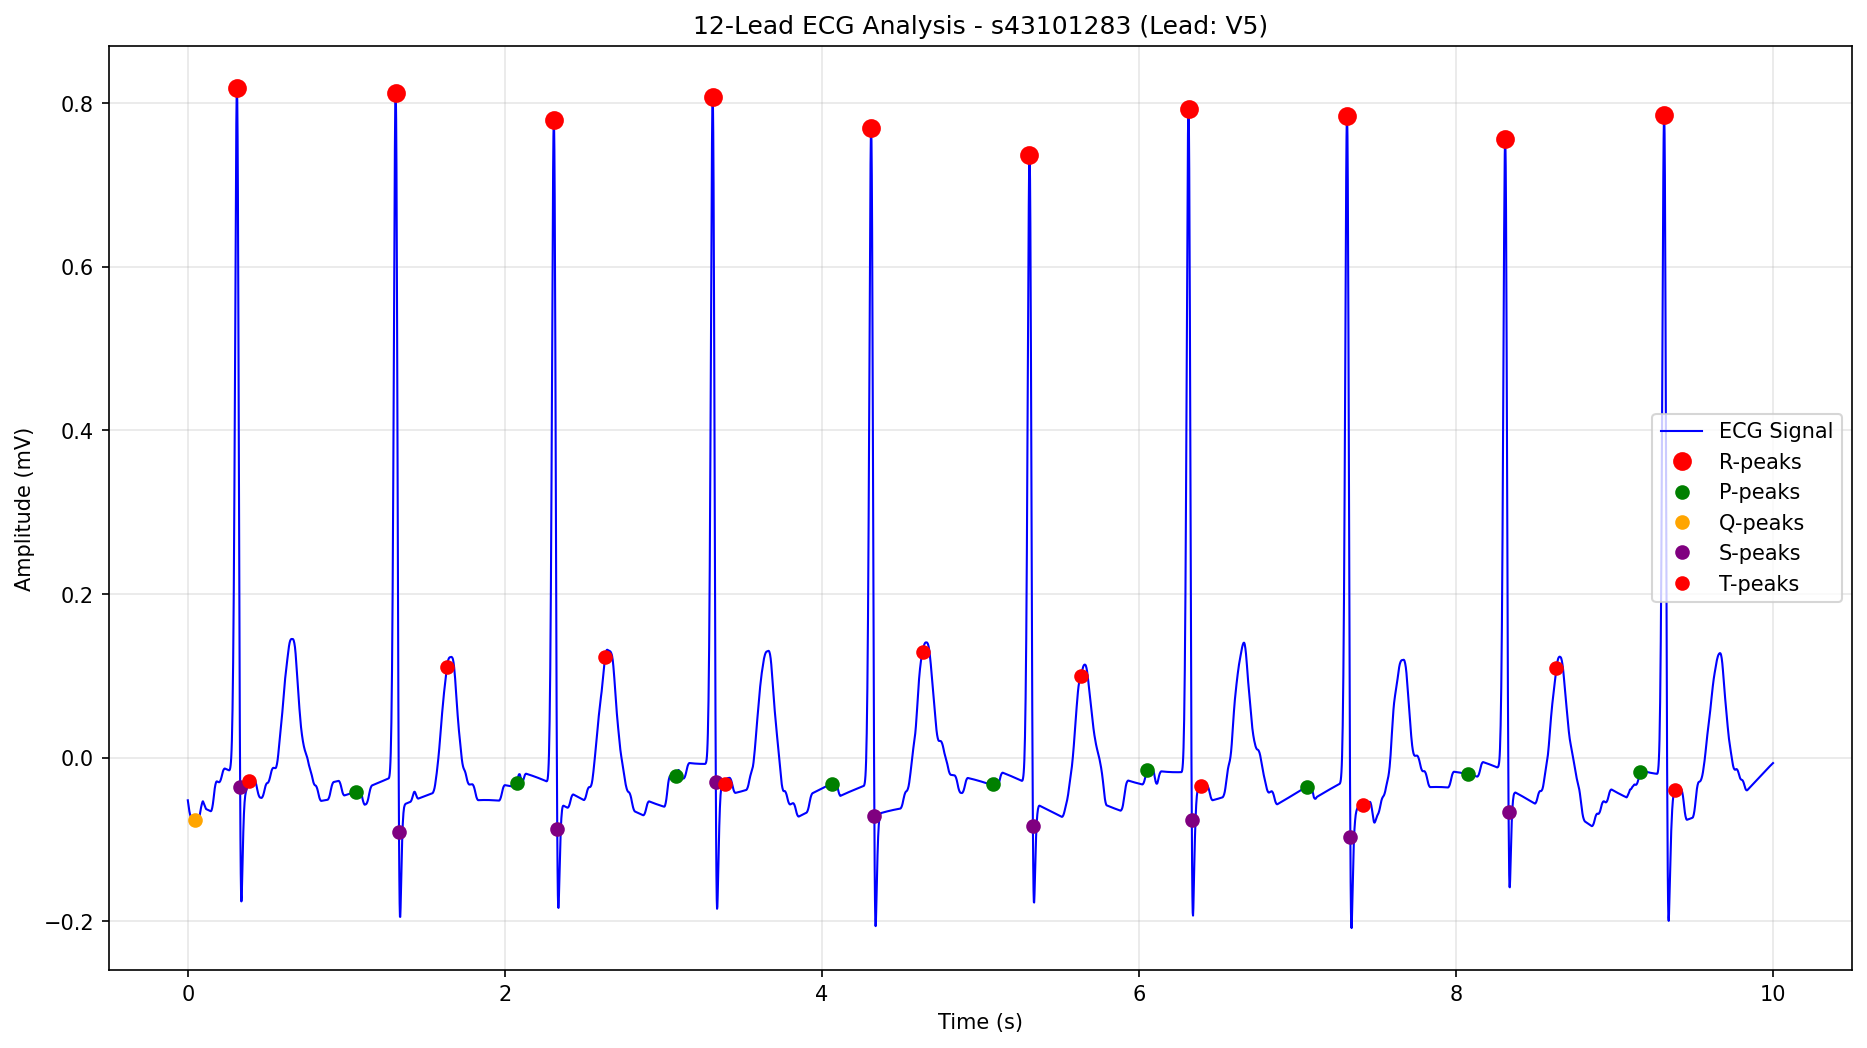 12-Lead ECG Analysis - s43101283 (Lead: V5)
Amplitude (mV)
0.8
0.6
0.4
0.2
0.0
−0.2
ECG Signal
R-peaks
P-peaks
Q-peaks
S-peaks
T-peaks
0 2 4 6 8 10
Time (s)